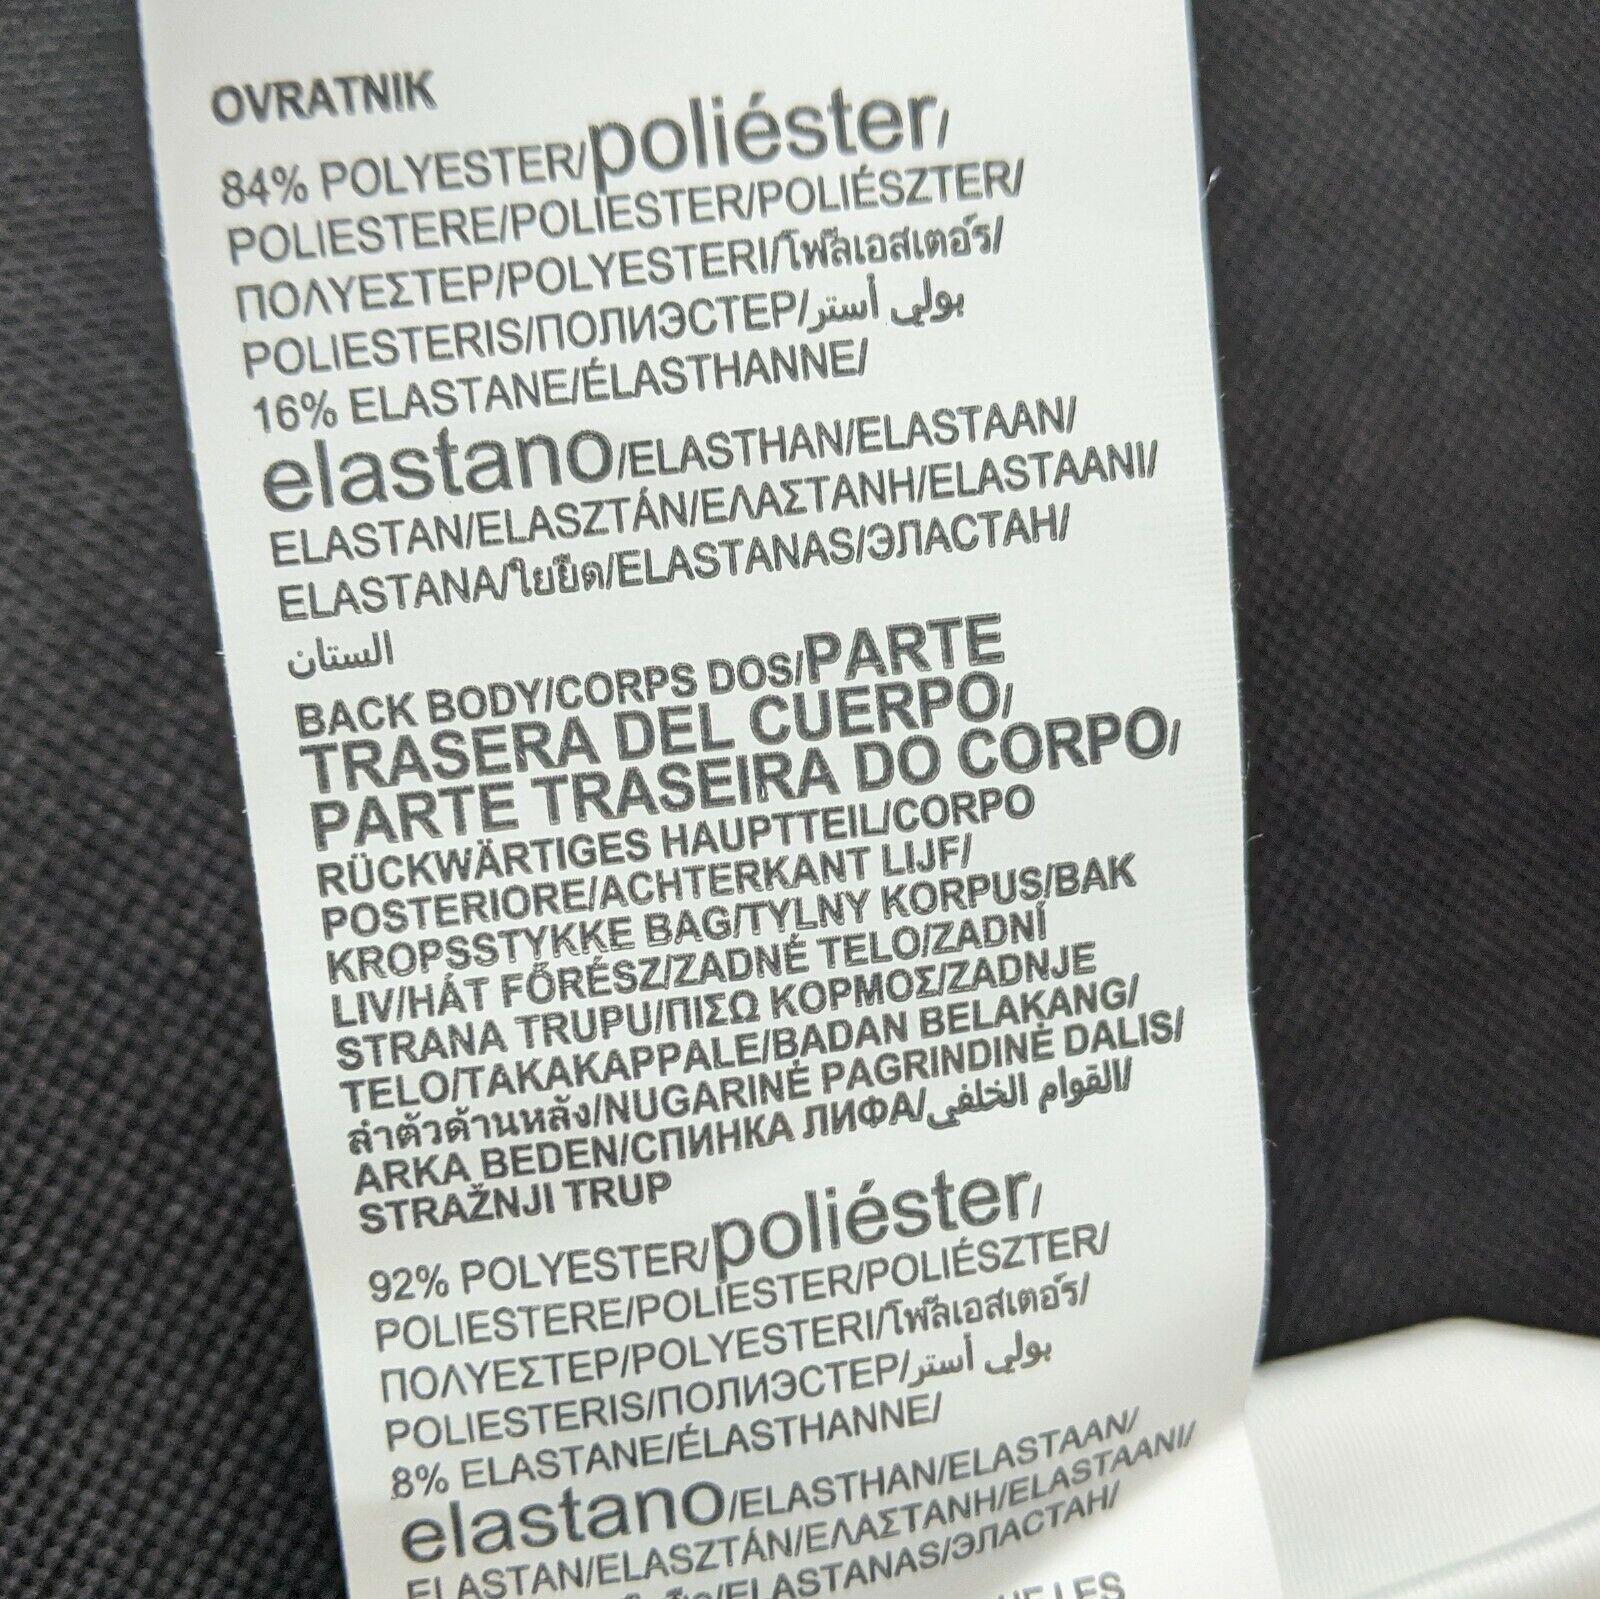 OVRATNIK
84% POLYESTER/poliéster/
POLIESTERE/POLIESTER/POLIÉSZTER/
ΠΟΛΥΕΣΤΕΡ/POLYESTERI/โพลีเอสเตอร์/
POLIESTERIS/ПОЛИЭСТЕР/بولي أستر
16% ELASTANE/ÉLASTHANNE/
elastano/ELASTHAN/ELASTAAN/
ELASTAN/ELASZTÁN/ΕΛΑΣΤΑΝΗ/ELASTAANI/
ELASTANA/ใยยืด/ELASTANAS/ЭЛАСТАН/
الستان
BACK BODY/CORPS DOS/PARTE
TRASERA DEL CUERPO/
PARTE TRASEIRA DO CORPO/
RÜCKWÄRTIGES HAUPTTEIL/CORPO
POSTERIORE/ACHTERKANT LIJF/
KROPSSTYKKE BAG/TYLNY KORPUS/BAK
LIV/HÁT FŐRÉSZ/ZADNÉ TELO/ZADNÍ
STRANA TRUPU/ΠΙΣΩ ΚΟΡΜΟΣ/ZADNJE
TELO/TAKAKAPPALE/BADAN BELAKANG/
ลำตัวด้านหลัง/NUGARINĖ PAGRINDINĖ DALIS/
ARKA BEDEN/СПИНКА ЛИФА/القوام الخلفي/
STRAŽNJI TRUP
92% POLYESTER/poliéster/
POLIESTERE/POLIESTER/POLIÉSZTER/
ΠΟΛΥΕΣΤΕΡ/POLYESTERI/โพลีเอสเตอร์/
POLIESTERIS/ПОЛИЭСТЕР/بولي أستر
8% ELASTANE/ÉLASTHANNE/
elastano/ELASTHAN/ELASTAAN/
ELASTAN/ELASZTÁN/ΕΛΑΣΤΑΝΗ/ELASTAANI/
ELASTANAS/ЭЛАСТАН/